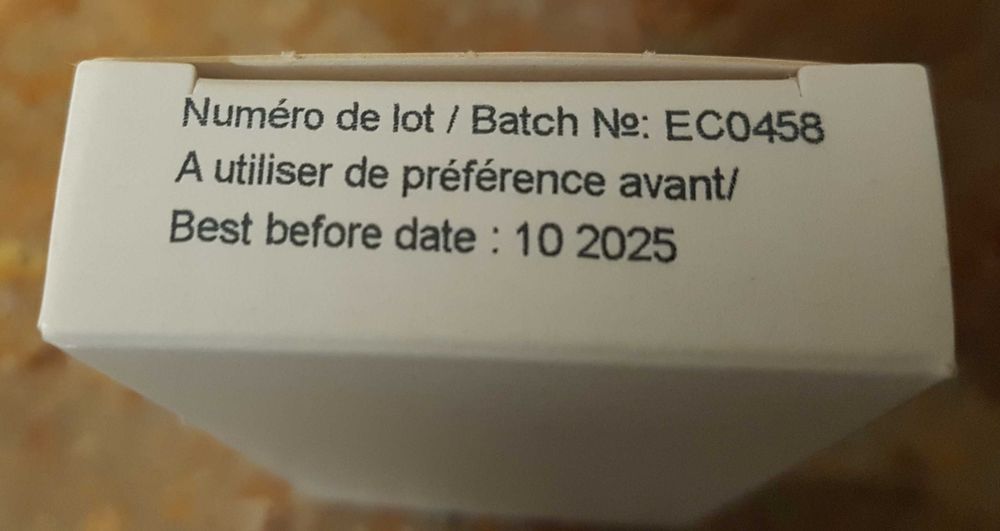 Numéro de lot / Batch №: EC0458
A utiliser de préférence avant/
Best before date : 10 2025